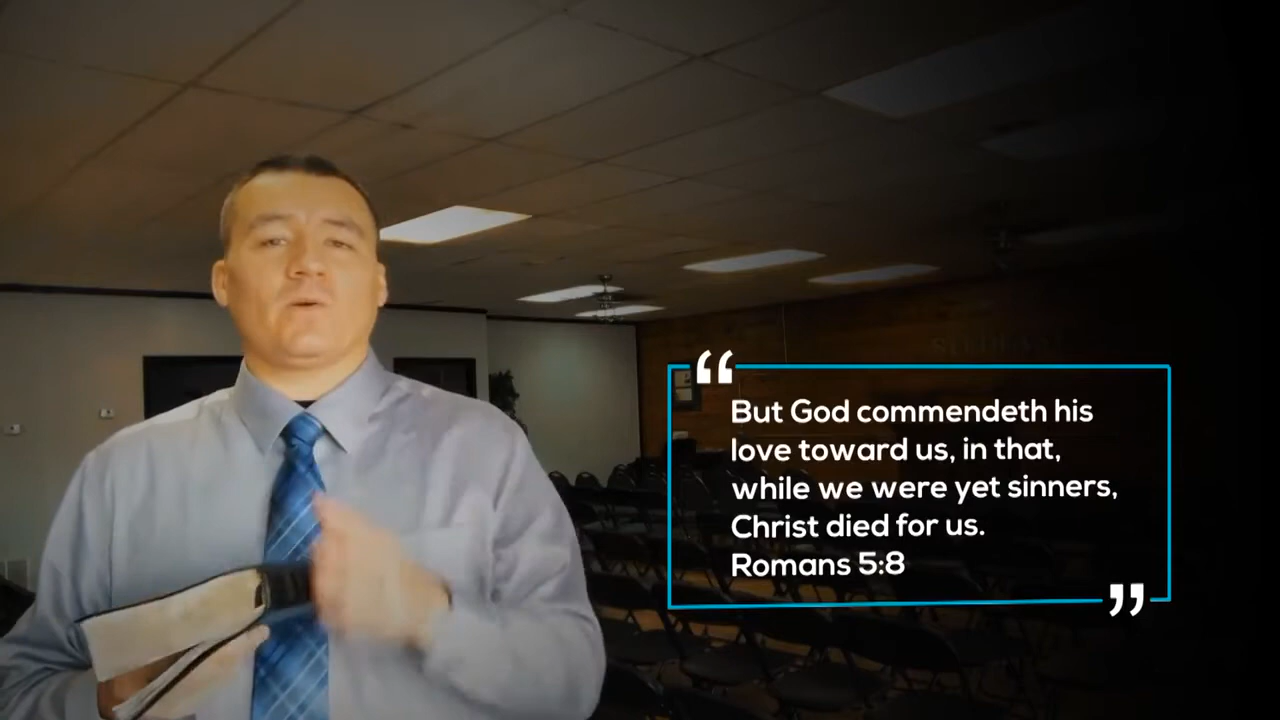 “
But God commendeth his
love toward us, in that,
while we were yet sinners,
Christ died for us.
Romans 5:8
”